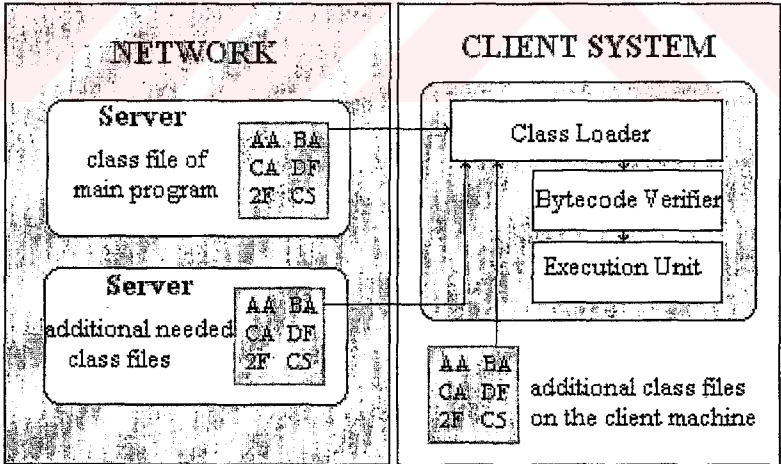 NETWORK
Server
class file of
main program
AA BA
CA DF
2F C5
Server
additional needed
class files
AA BA
CA DF
2F C5
CLIENT SYSTEM
Class Loader
Bytecode Verifier
Execution Unit
AA BA
CA DF
2F C5
additional class files
on the client machine